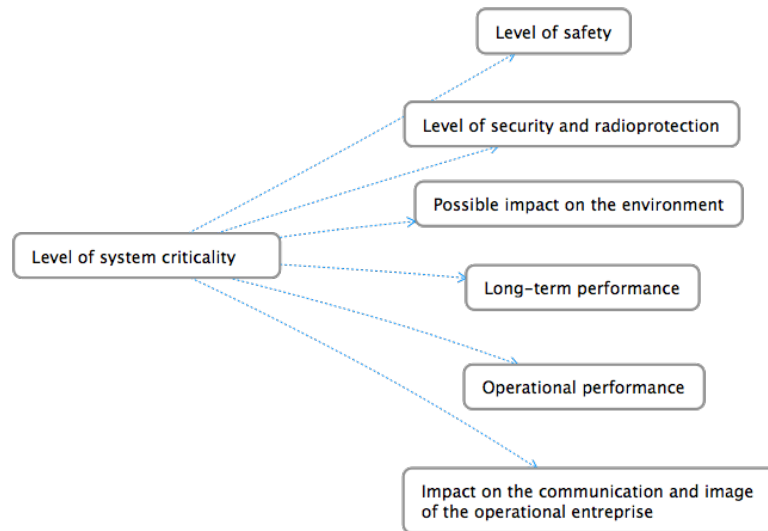 Level of safety
Level of security and radioprotection
Possible impact on the environment
Level of system criticality
Long-term performance
Operational performance
Impact on the communication and image
of the operational entreprise